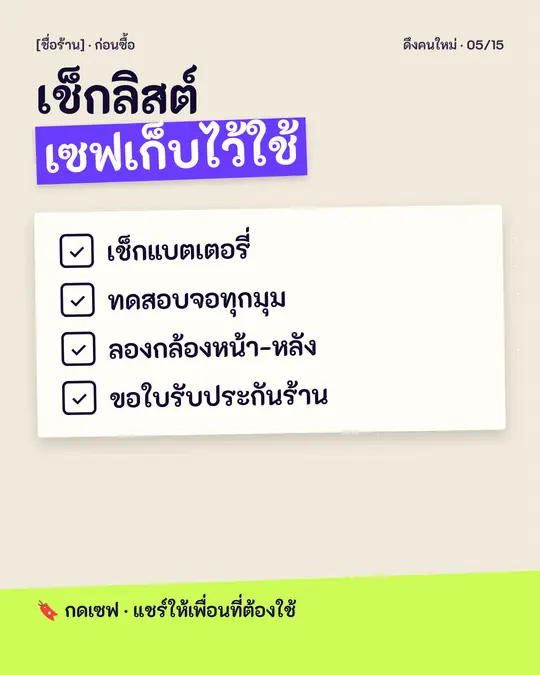 [ชื่อร้าน] · ก่อนซื้อ
ดึงคนใหม่ · 05/15
เช็กลิสต์
เซฟเก็บไว้ใช้
เช็กแบตเตอรี่
ทดสอบจอทุกมุม
ลองกล้องหน้า-หลัง
ขอใบรับประกันร้าน
กดเซฟ · แชร์ให้เพื่อนที่ต้องใช้